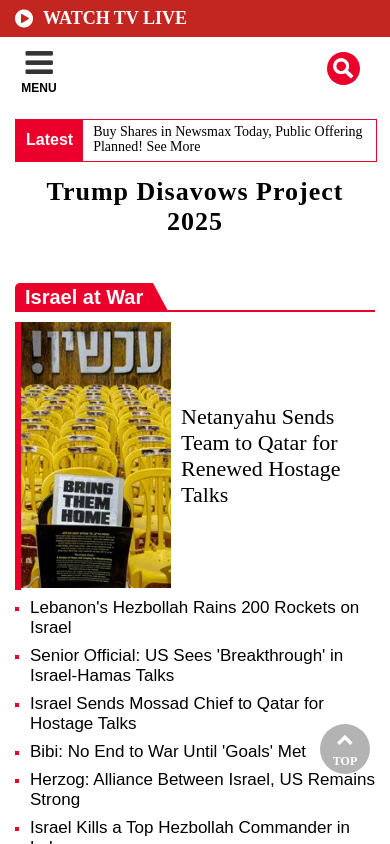 WATCH TV LIVE
MENU
Latest
Buy Shares in Newsmax Today, Public Offering
Planned! See More
Trump Disavows Project
2025
Israel at War
עכשיו!
BRING
THEM
HOME
Netanyahu Sends
Team to Qatar for
Renewed Hostage
Talks
Lebanon's Hezbollah Rains 200 Rockets on
Israel
Senior Official: US Sees 'Breakthrough' in
Israel-Hamas Talks
Israel Sends Mossad Chief to Qatar for
Hostage Talks
Bibi: No End to War Until 'Goals' Met
TOP
Herzog: Alliance Between Israel, US Remains
Strong
Israel Kills a Top Hezbollah Commander in